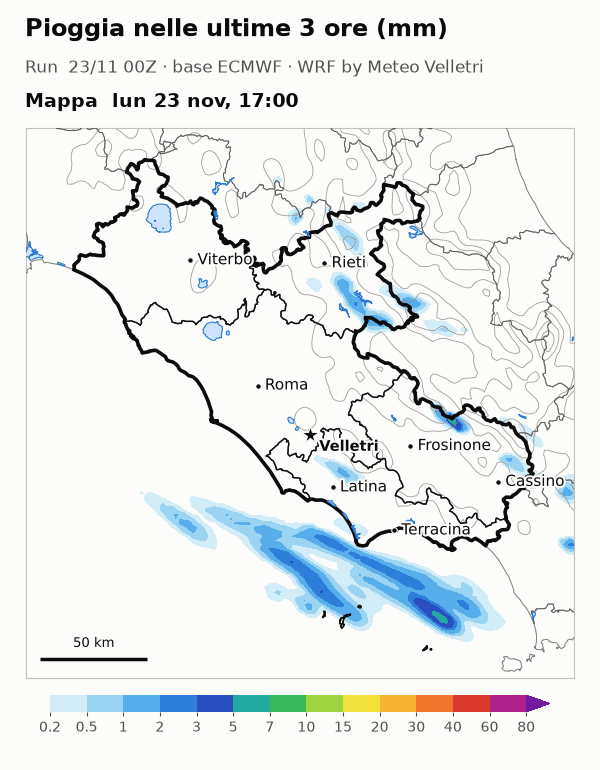 Pioggia nelle ultime 3 ore (mm)
Run 23/11 00Z · base ECMWF · WRF by Meteo Velletri
Mappa lun 23 nov, 17:00
Viterbo
Rieti
Roma
Velletri
Frosinone
Latina
Cassino
Terracina
50 km
0.2 0.5 1 2 3 5 7 10 15 20 30 40 60 80